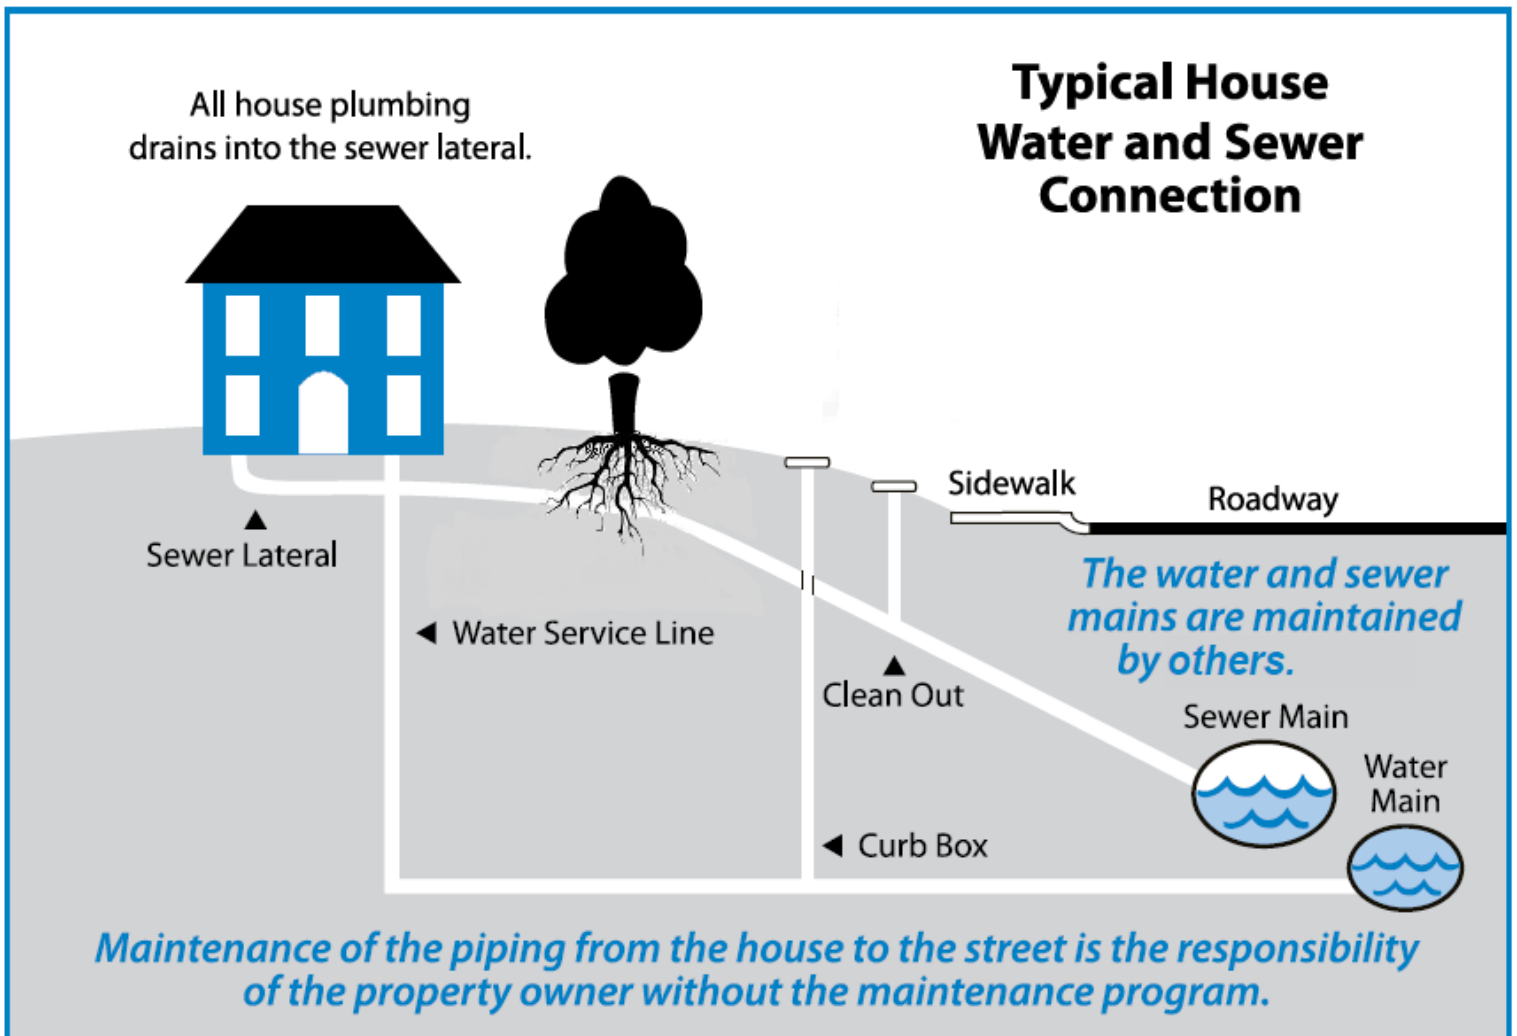 Typical House
Water and Sewer
Connection
All house plumbing
drains into the sewer lateral.
Sidewalk
Roadway
Sewer Lateral
The water and sewer
mains are maintained
by others.
Water Service Line
Clean Out
Sewer Main
Water
Main
Curb Box
Maintenance of the piping from the house to the street is the responsibility
of the property owner without the maintenance program.